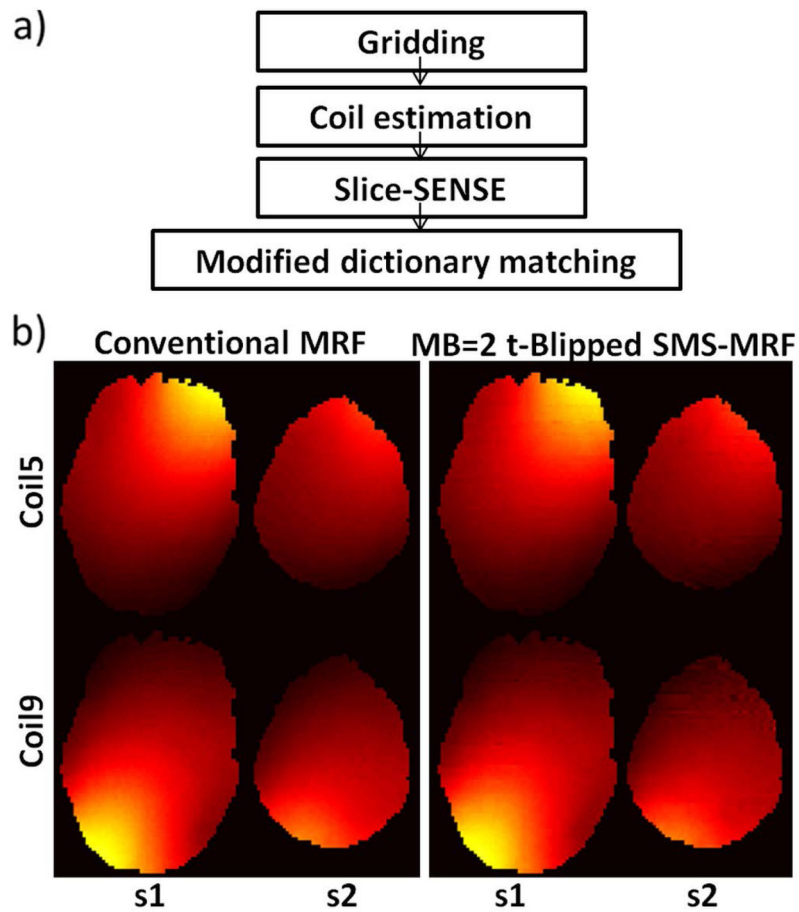 a)
Gridding
Coil estimation
Slice-SENSE
Modified dictionary matching
b)
Conventional MRF
MB=2 t-Blipped SMS-MRF
Coil5
Coil9
s1
s2
s1
s2